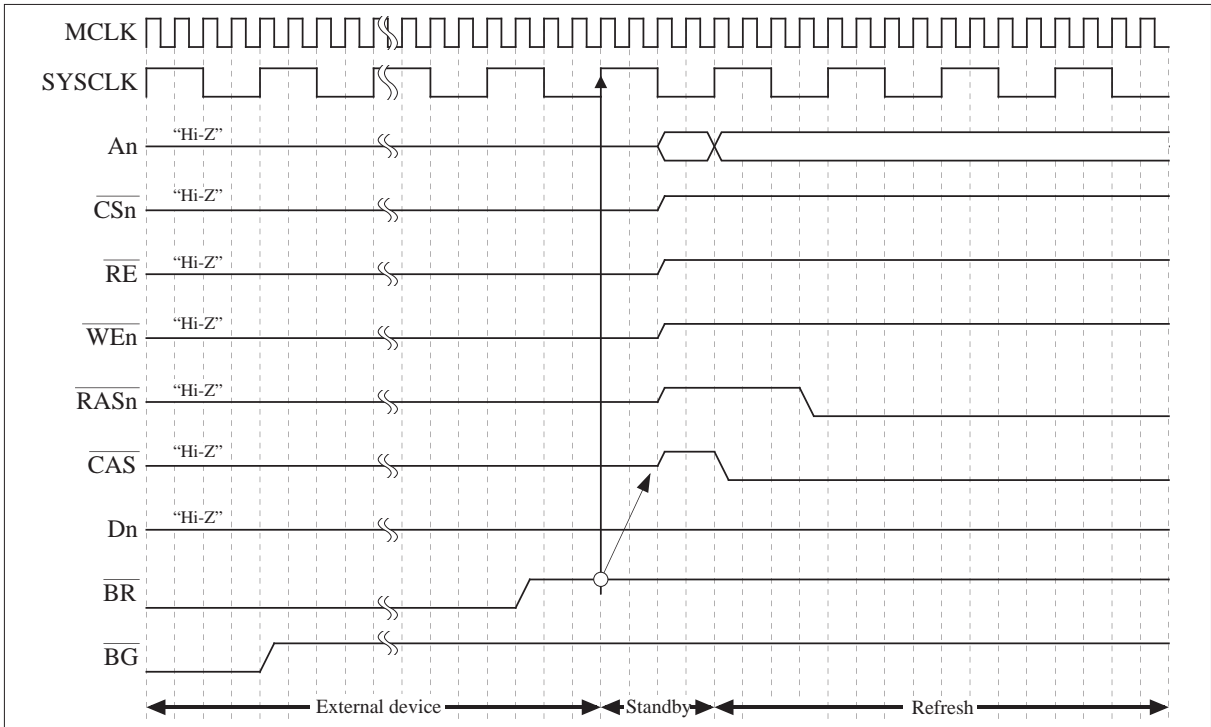 MCLK
SYSCLK
An “Hi-Z”
CSn “Hi-Z”
RE “Hi-Z”
WEn “Hi-Z”
RASn “Hi-Z”
CAS “Hi-Z”
Dn “Hi-Z”
BR
BG
External device Standby Refresh